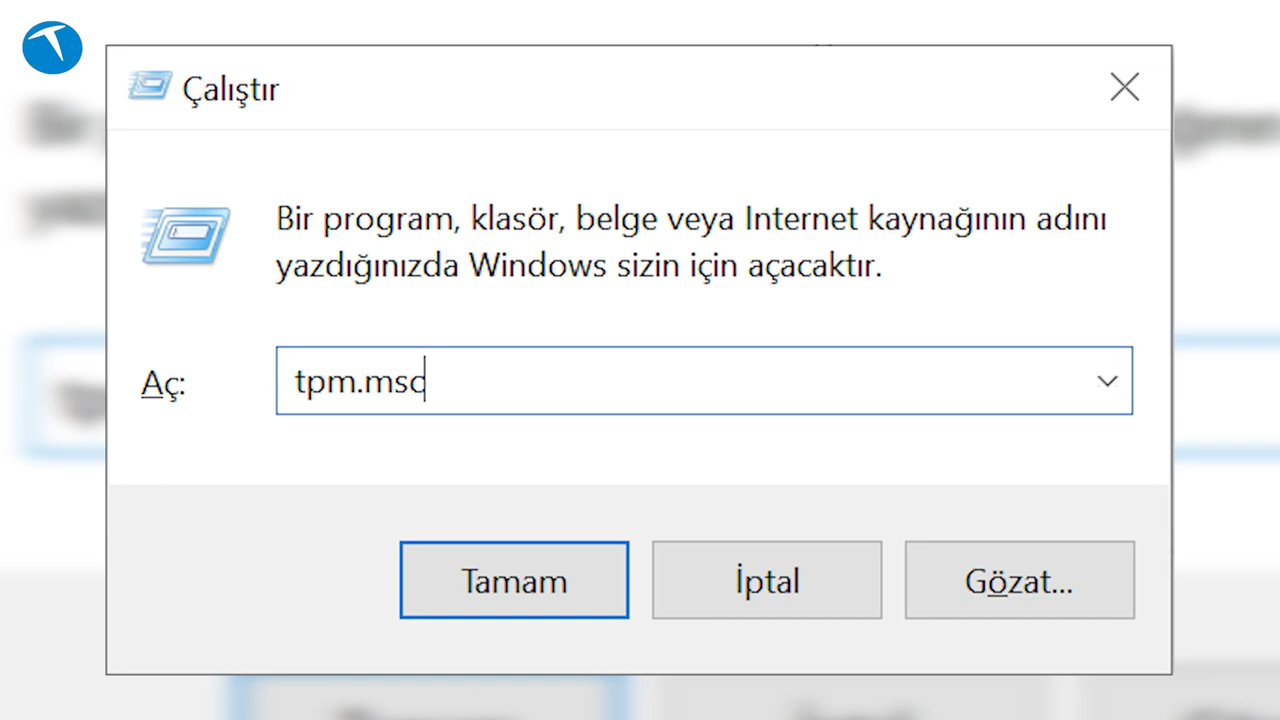 Çalıştır
Bir program, klasör, belge veya Internet kaynağının adını
yazdığınızda Windows sizin için açacaktır.
Aç:
tpm.msc
Tamam
İptal
Gözat...